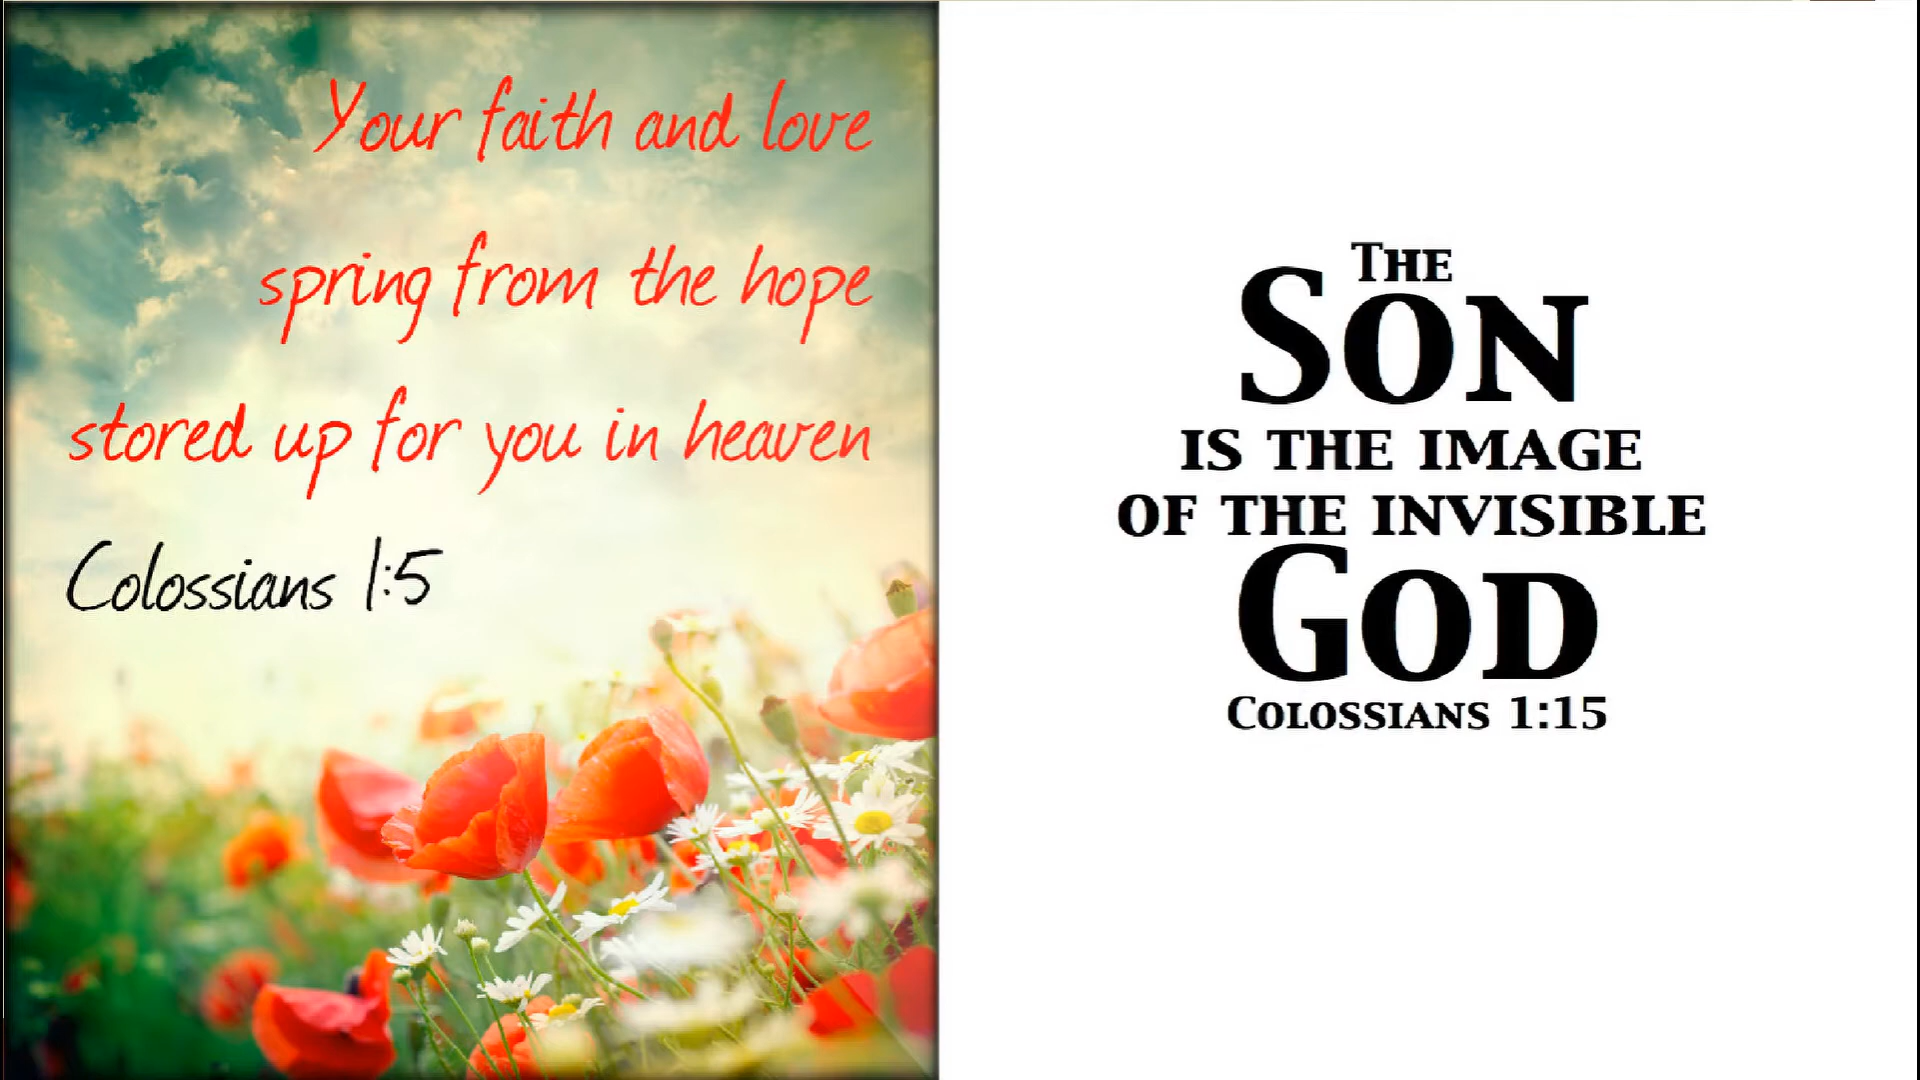 Your faith and love
spring from the hope
stored up for you in heaven
Colossians 1:5
THE
SON
IS THE IMAGE
OF THE INVISIBLE
GOD
COLOSSIANS 1:15